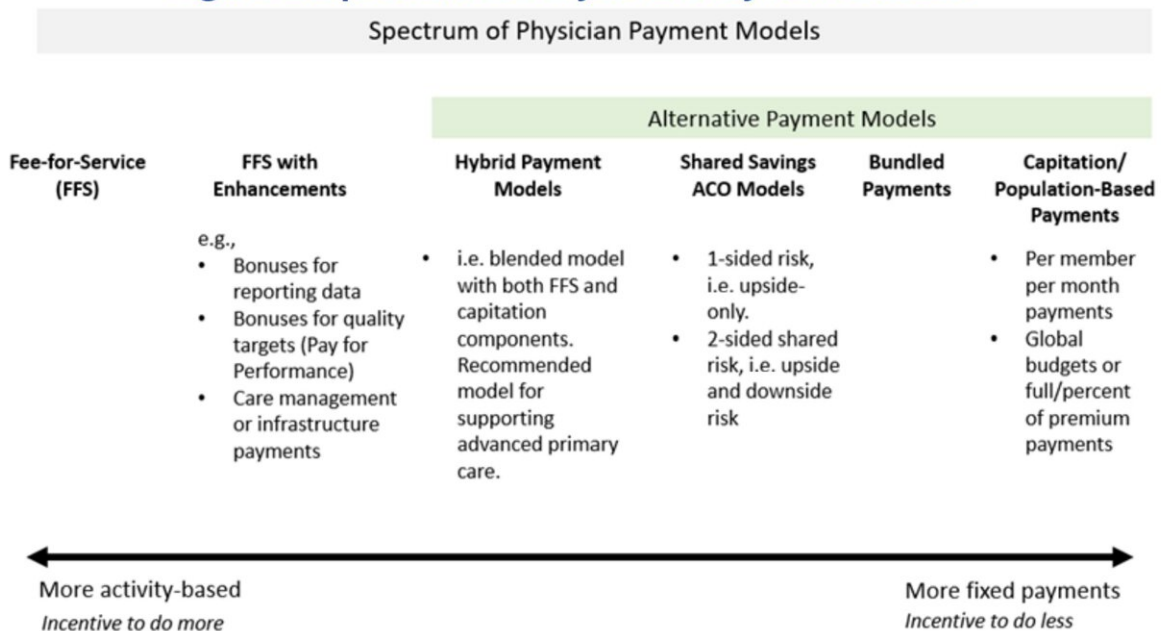 Spectrum of Physician Payment Models
Alternative Payment Models
Fee-for-Service
(FFS)
FFS with
Enhancements
e.g.,
• Bonuses for
reporting data
• Bonuses for quality
targets (Pay for
Performance)
• Care management
or infrastructure
payments
Hybrid Payment
Models
• i.e. blended model
with both FFS and
capitation
components.
Recommended
model for
supporting
advanced primary
care.
Shared Savings
ACO Models
• 1-sided risk,
i.e. upside-
only.
• 2-sided shared
risk, i.e. upside
and downside
risk
Bundled
Payments
Capitation/
Population-Based
Payments
• Per member
per month
payments
• Global
budgets or
full/percent
of premium
payments
More activity-based
Incentive to do more
More fixed payments
Incentive to do less